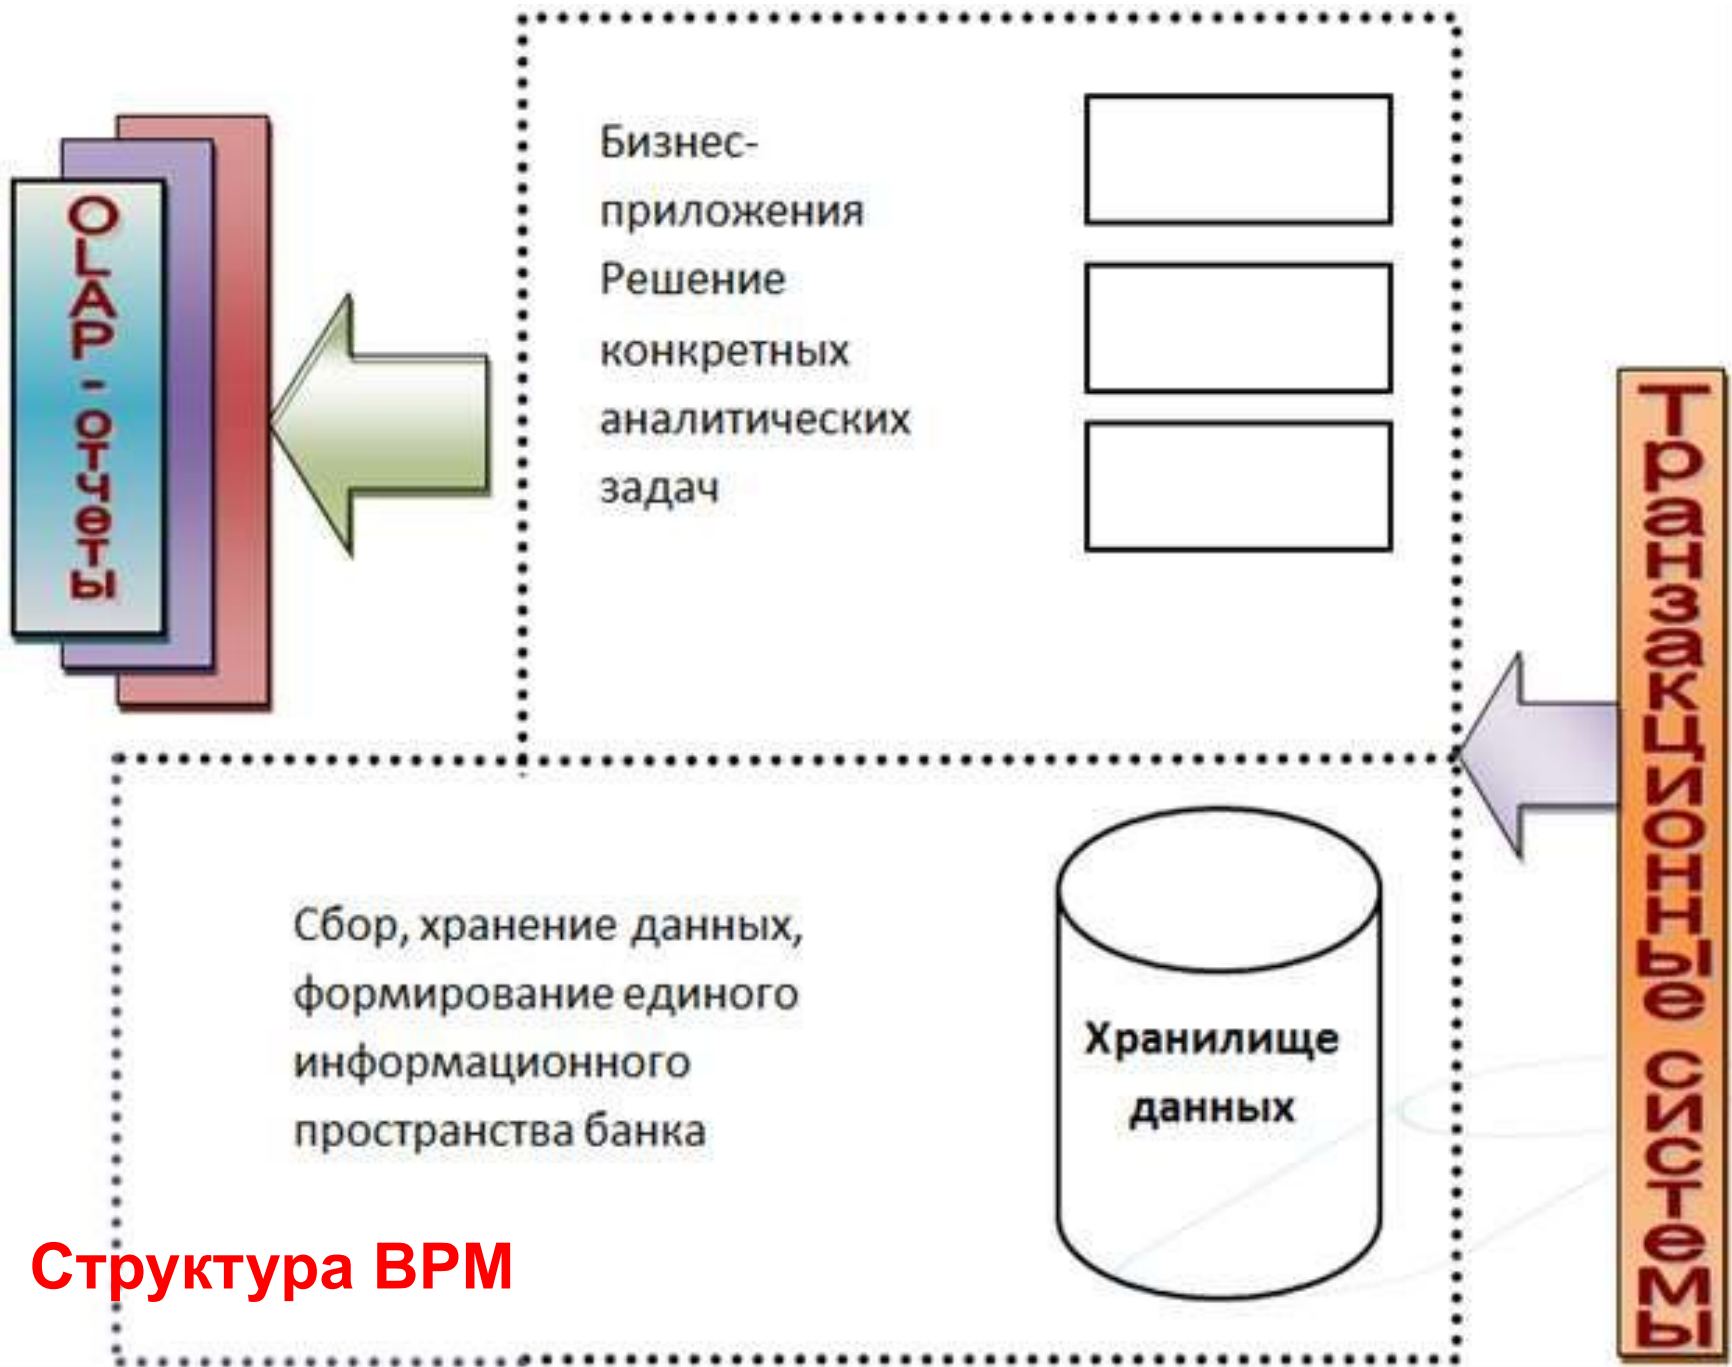 OLAP - отчеты
Бизнес-
приложения
Решение
конкретных
аналитических
задач
Транзакционные системы
Сбор, хранение данных,
формирование единого
информационного
пространства банка
Хранилище
данных
Структура BPM